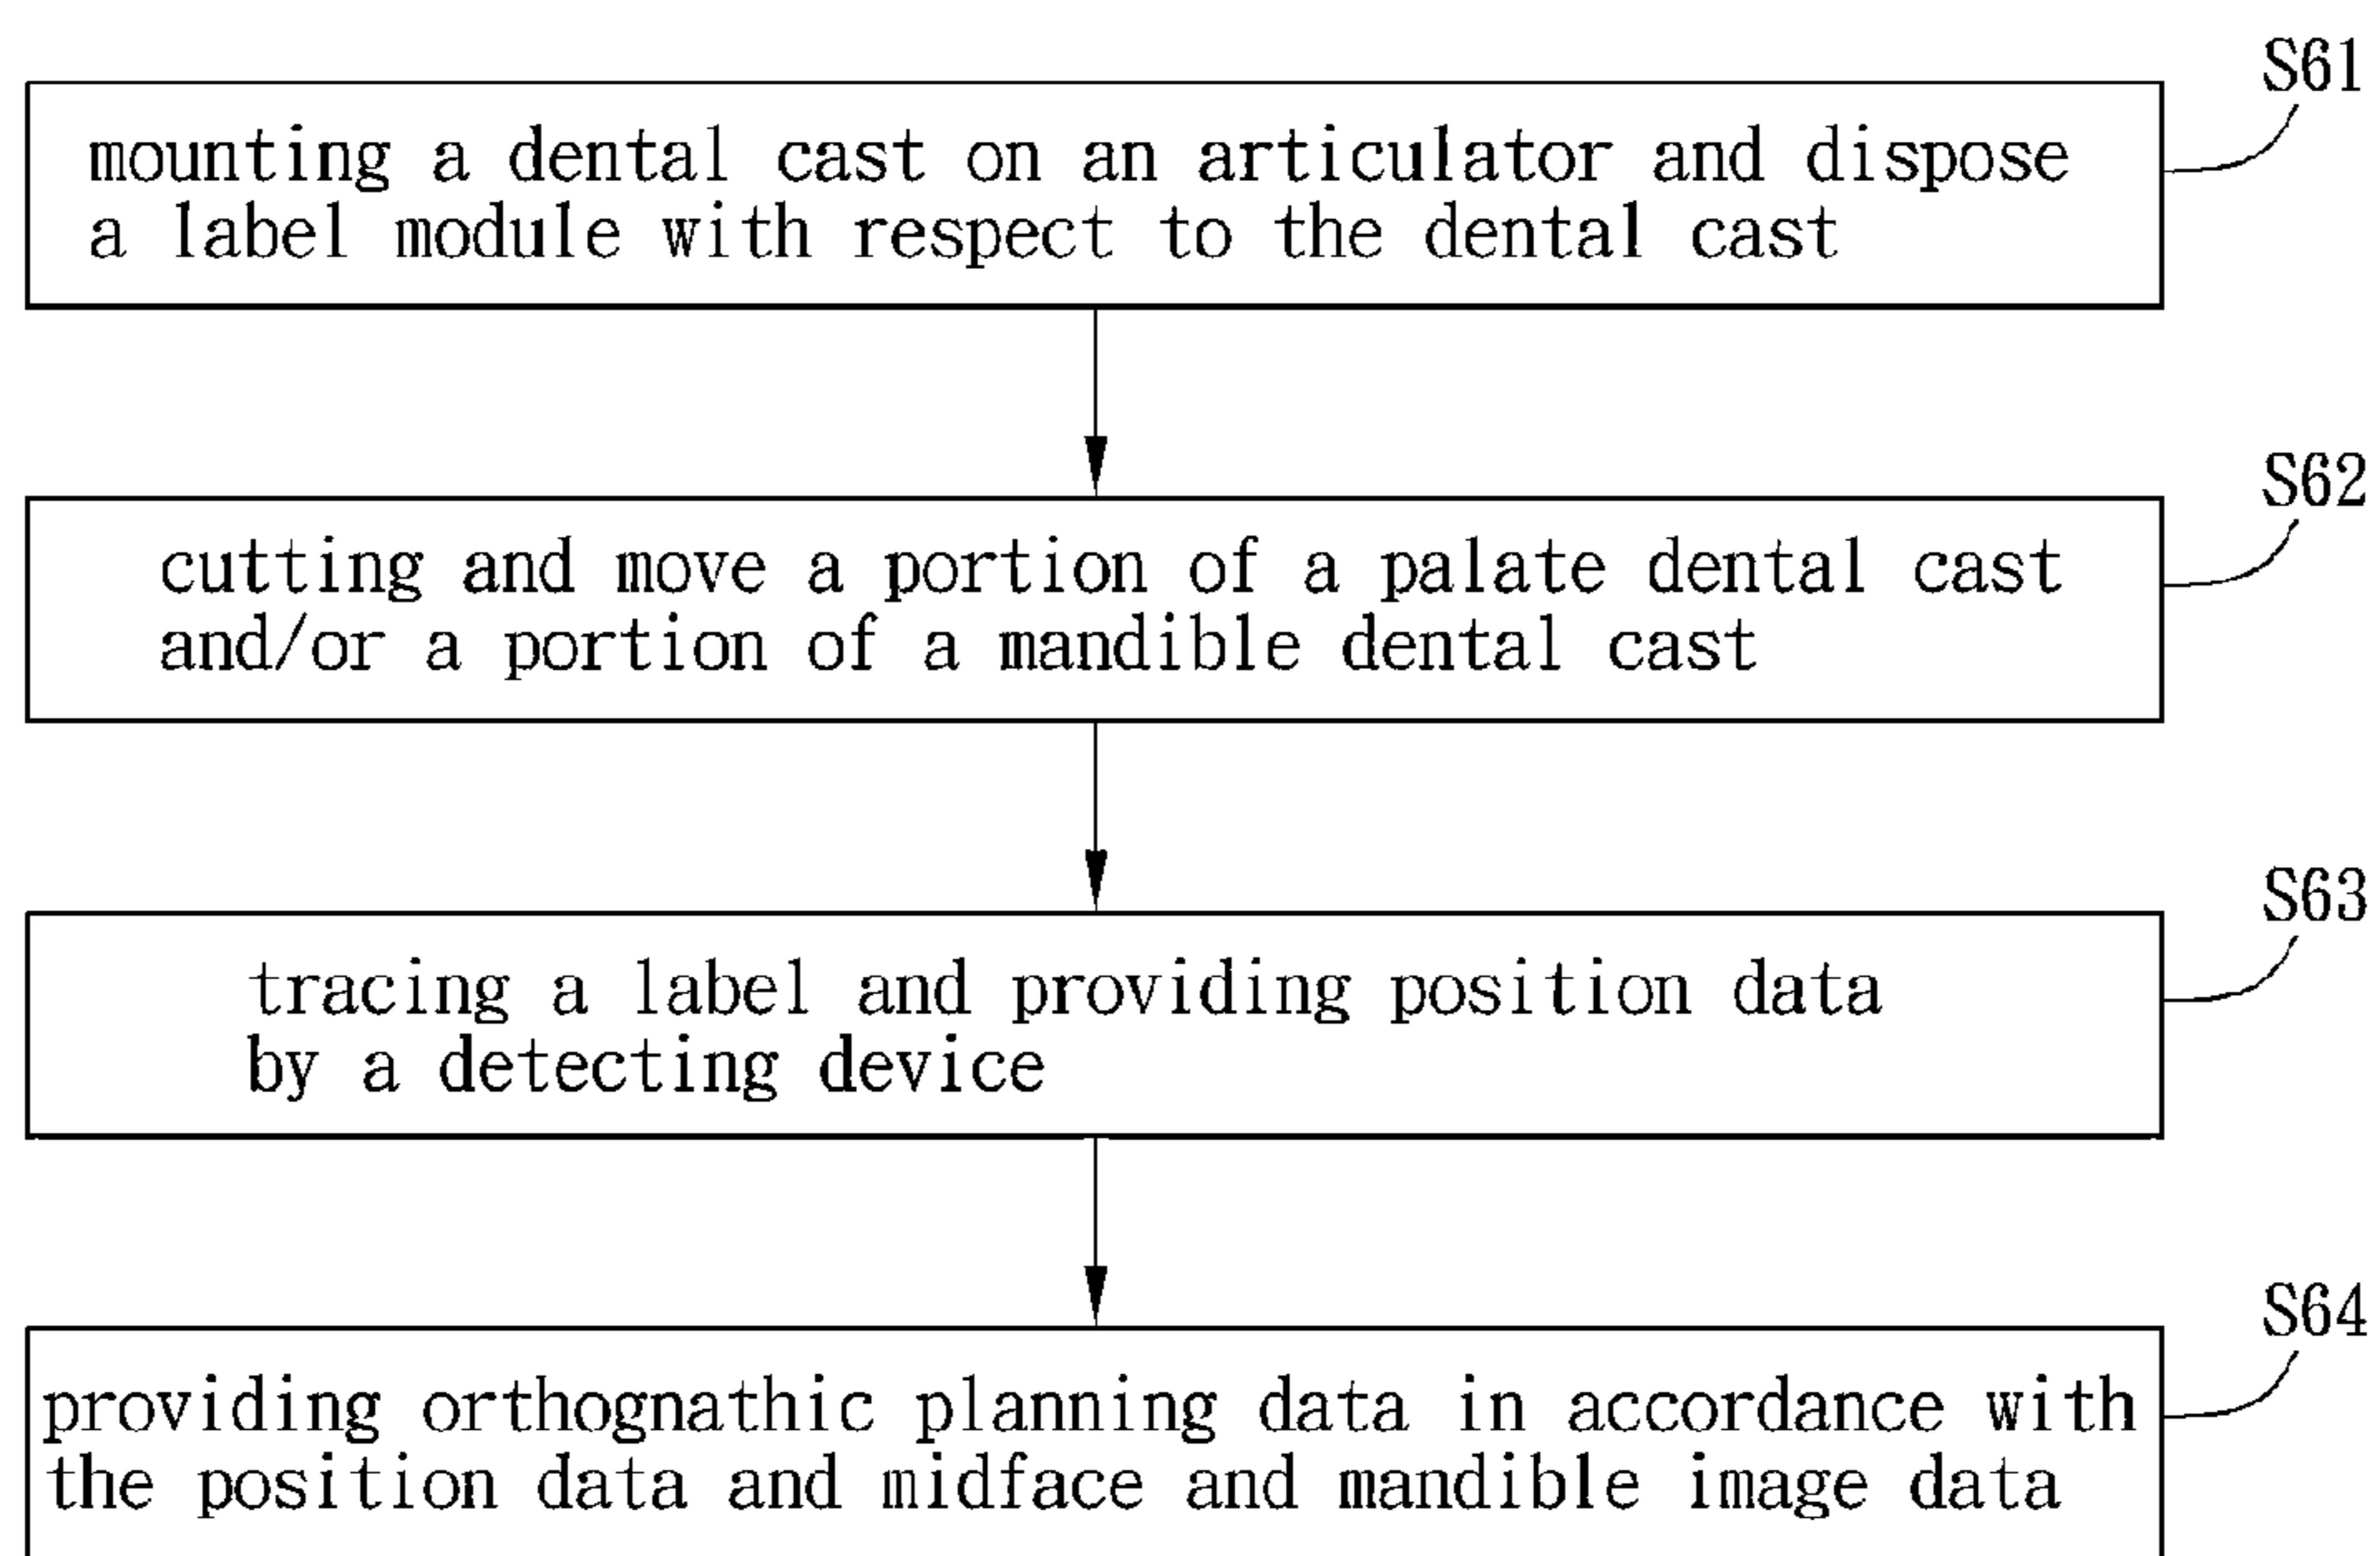 S61
mounting a dental cast on an articulator and dispose
a label module with respect to the dental cast
S62
cutting and move a portion of a palate dental cast
and/or a portion of a mandible dental cast
S63
tracing a label and providing position data
by a detecting device
S64
providing orthognathic planning data in accordance with
the position data and midface and mandible image data